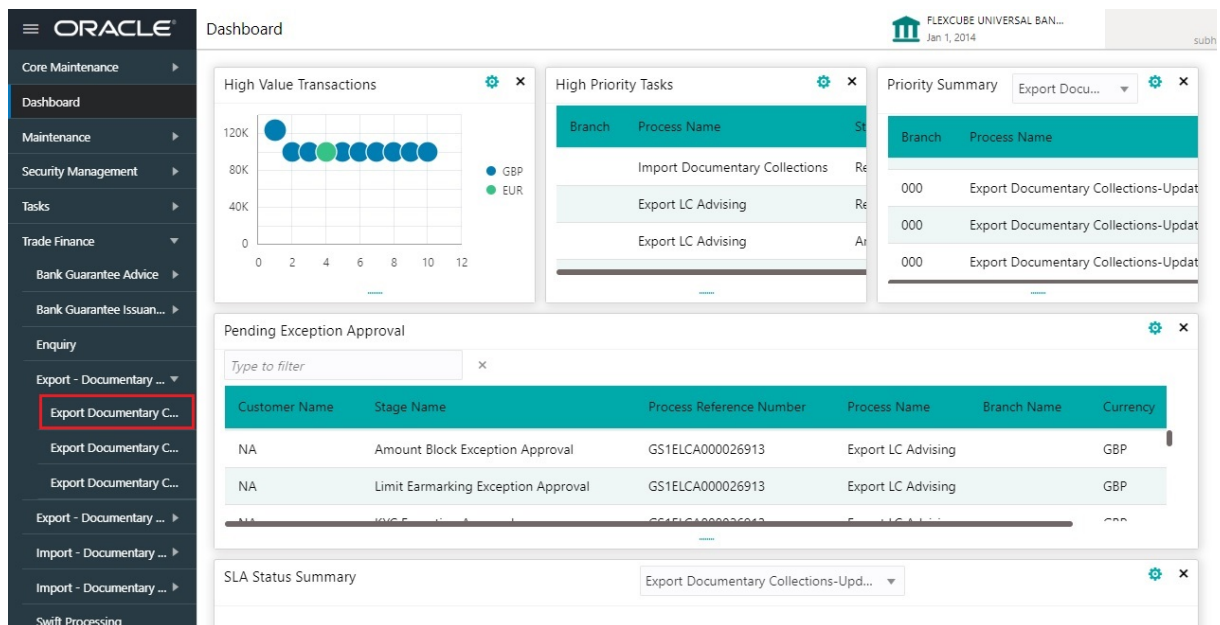 ORACLE
Dashboard
FLEXCUBE UNIVERSAL BAN...
Jan 1, 2014
subh
Core Maintenance
Dashboard
Maintenance
Security Management
Tasks
Trade Finance
Bank Guarantee Advice
Bank Guarantee Issuan...
Enquiry
Export - Documentary ...
Export Documentary C...
Export Documentary C...
Export Documentary C...
Export - Documentary ...
Import - Documentary ...
Import - Documentary ...
Swift Processing
High Value Transactions
120K
80K
40K
0
0 2 4 6 8 10 12
GBP
EUR
High Priority Tasks
Branch Process Name St
Import Documentary Collections Re
Export LC Advising Re
Export LC Advising Ar
Priority Summary Export Docu...
Branch Process Name
000 Export Documentary Collections-Updat
000 Export Documentary Collections-Updat
000 Export Documentary Collections-Updat
Pending Exception Approval
Type to filter
Customer Name Stage Name Process Reference Number Process Name Branch Name Currency
NA Amount Block Exception Approval GS1ELCA000026913 Export LC Advising GBP
NA Limit Earmarking Exception Approval GS1ELCA000026913 Export LC Advising GBP
SLA Status Summary Export Documentary Collections-Upd...